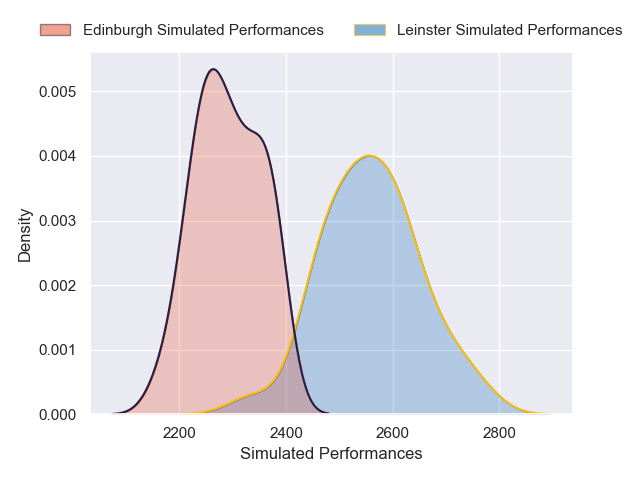 Edinburgh Simulated Performances
Leinster Simulated Performances
0.005
0.004
0.003
0.002
0.001
0.000
Density
2200
2400
2600
2800
Simulated Performances